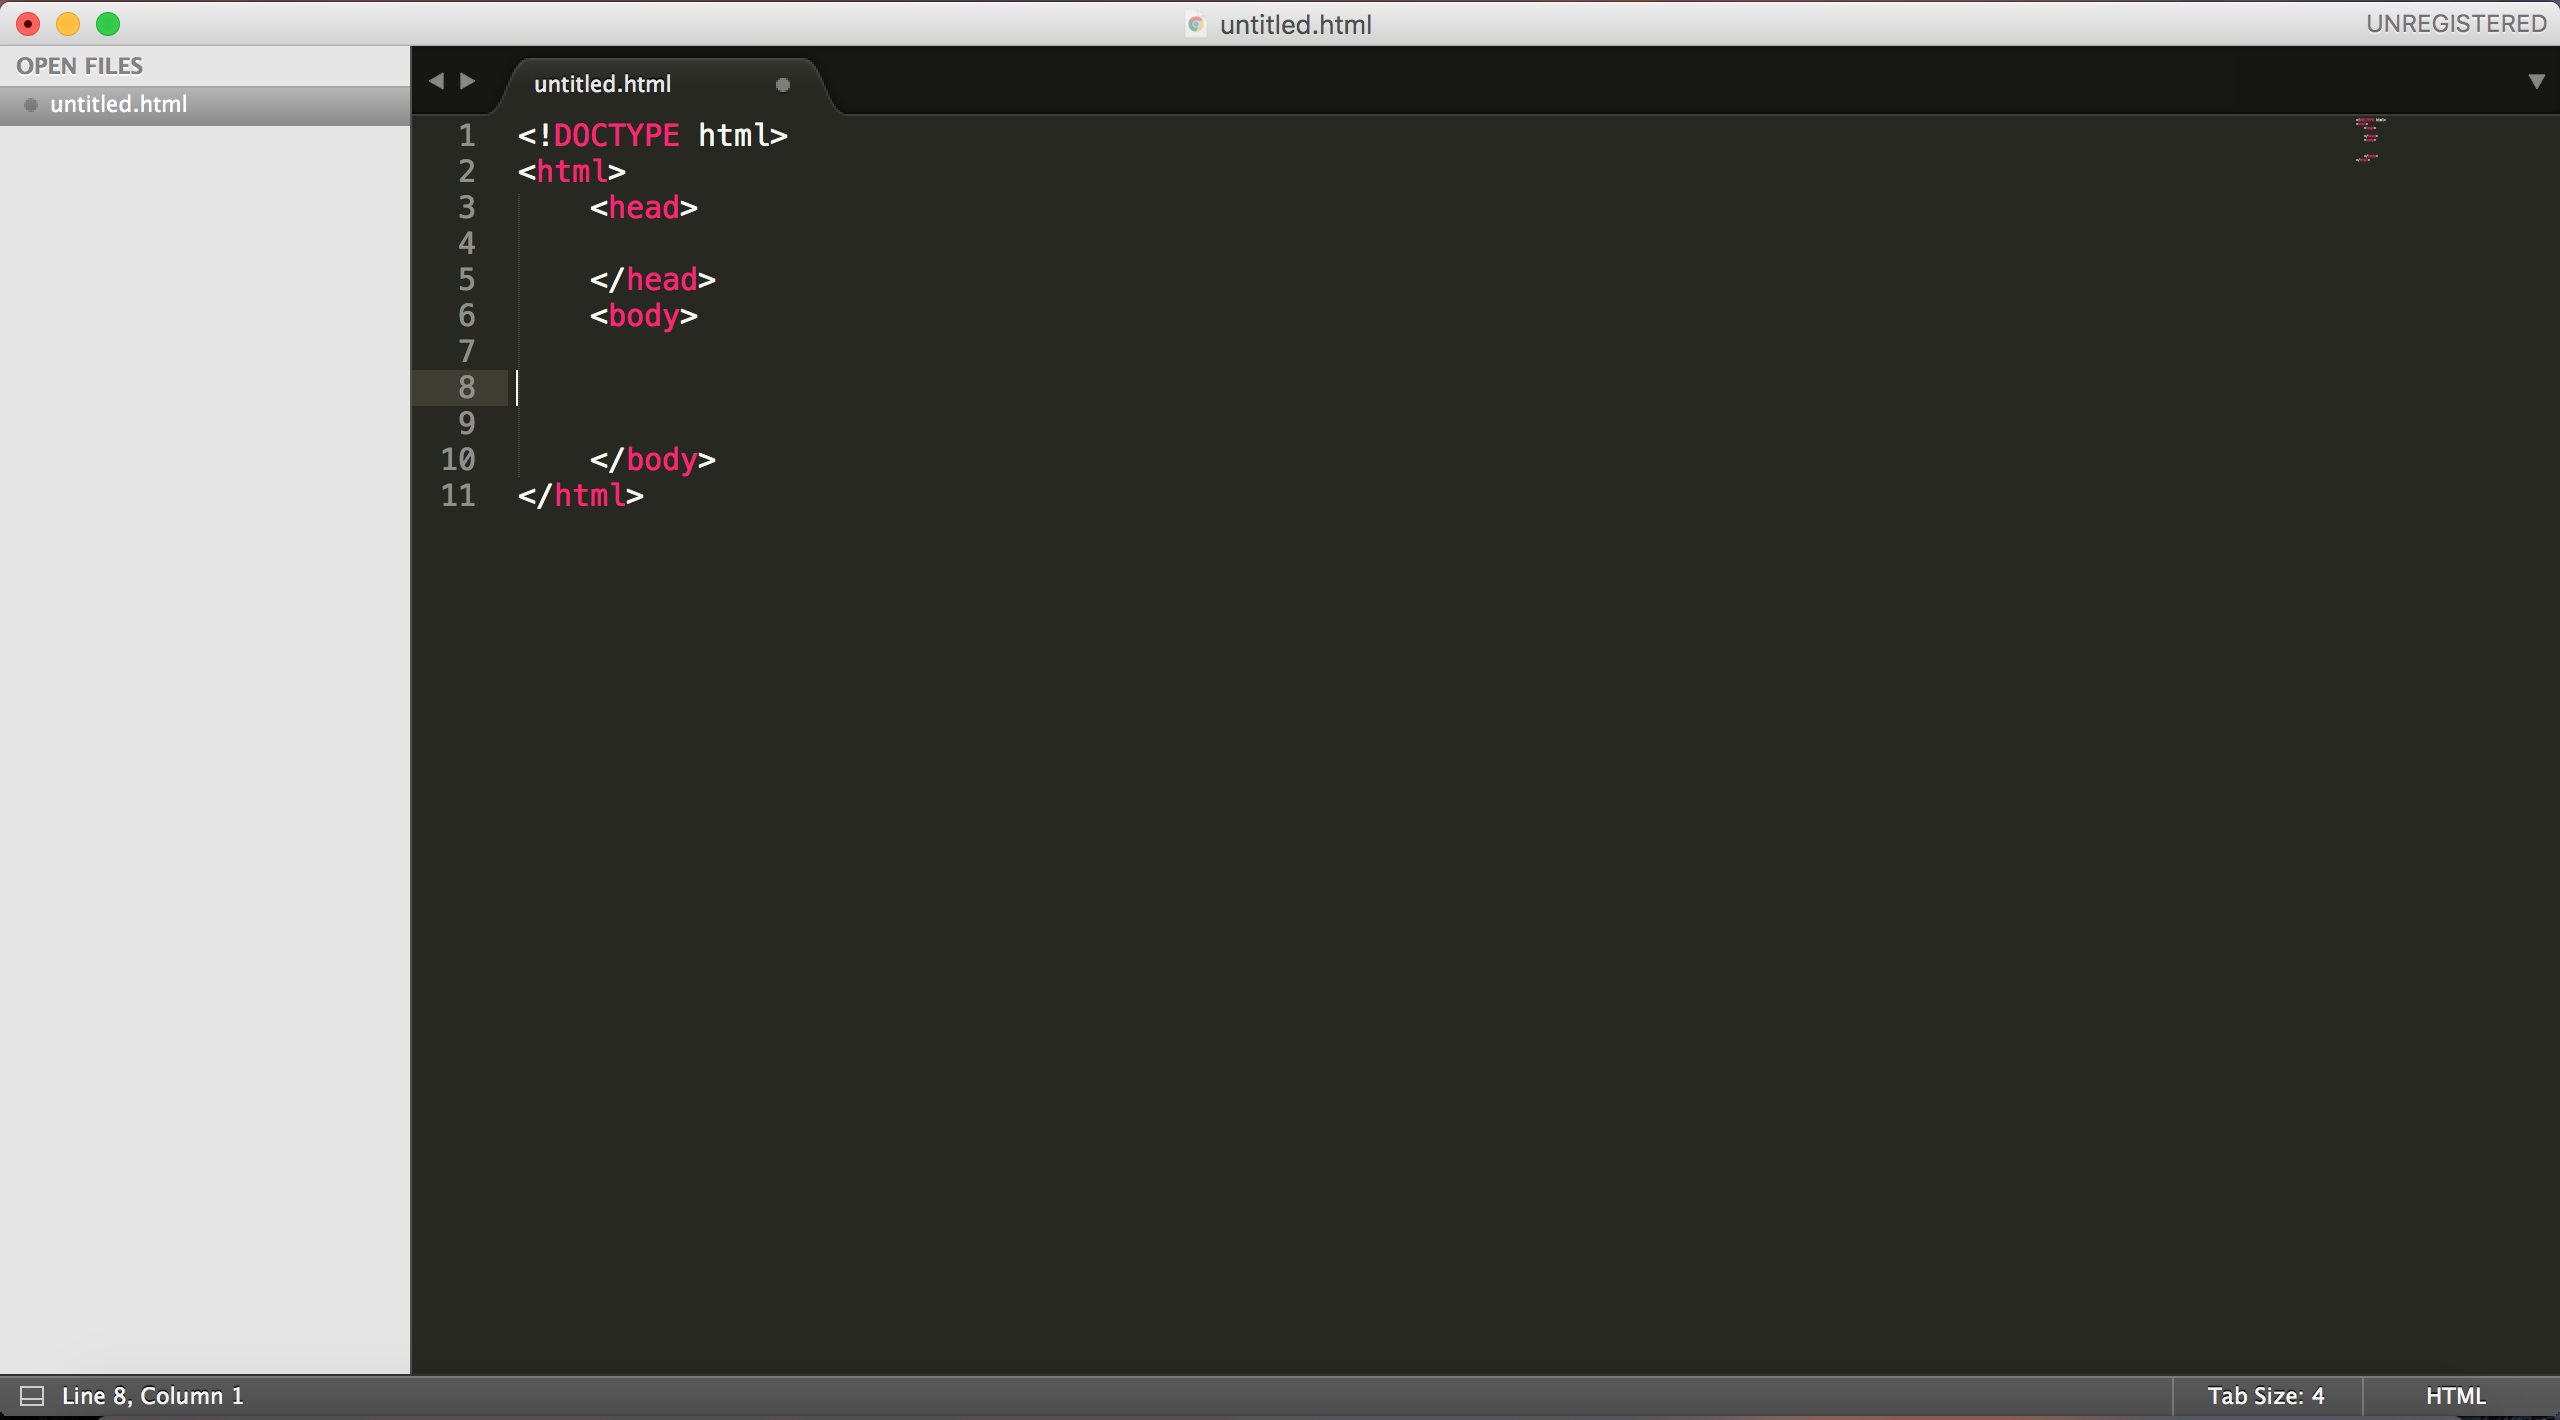 untitled.html
UNREGISTERED
OPEN FILES
untitled.html
untitled.html
1 <!DOCTYPE html>
2 <html>
3     <head>
4
5     </head>
6     <body>
7
8
9
10     </body>
11 </html>
Line 8, Column 1
Tab Size: 4
HTML